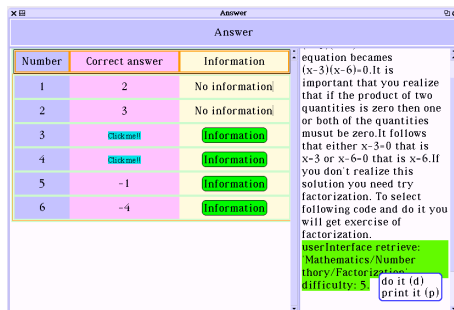 Answer
Answer
Number Correct answer Information
1 2 No information
2 3 No information
3 Click me!! Information
4 Click me!! Information
5 -1 Information
6 -4 Information
equation becames
(x-3)(x-6)=0.It is
important that you realize
that if the product of two
quantities is zero then one
or both of the quantities
musut be zero.It follows
that either x-3=0 that is
x=3 or x-6=0 that is x=6.If
you don't realize this
solution you need try
factorization. To select
following code and do it you
will get exercise of
factorization.
userInterface retrieve:
'Mathematics/Number
thory/Factorization'
difficulty: 5.
do it (d)
print it (p)